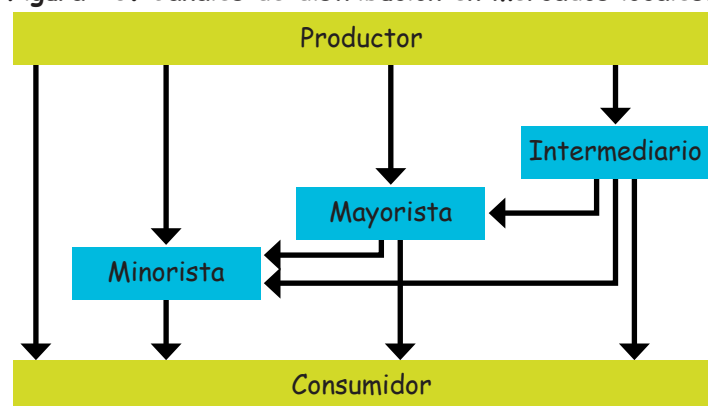 Productor
Intermediario
Mayorista
Minorista
Consumidor